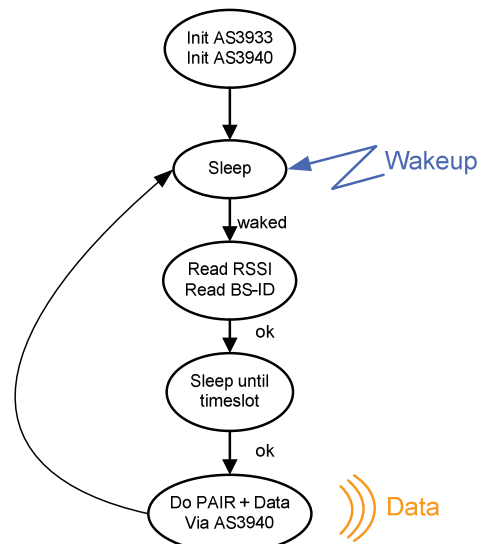 Init AS3933
Init AS3940
Sleep
Wakeup
waked
Read RSSI
Read BS-ID
ok
Sleep until
timeslot
ok
Do PAIR + Data
Via AS3940
Data